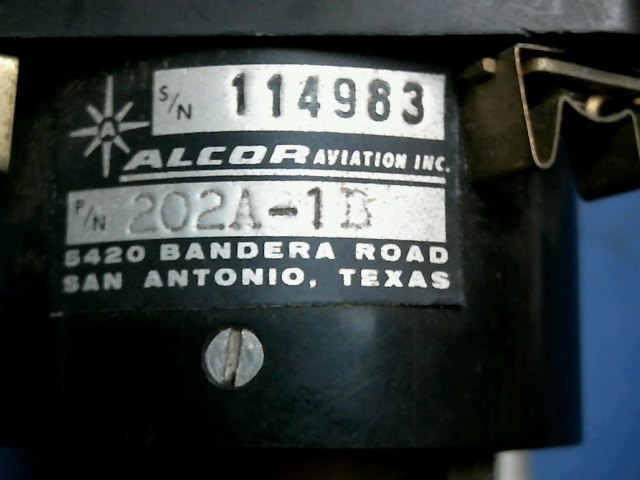 S/N 114983
A
ALCOR AVIATION INC.
P/N 202A-1B
5420 BANDERA ROAD
SAN ANTONIO, TEXAS